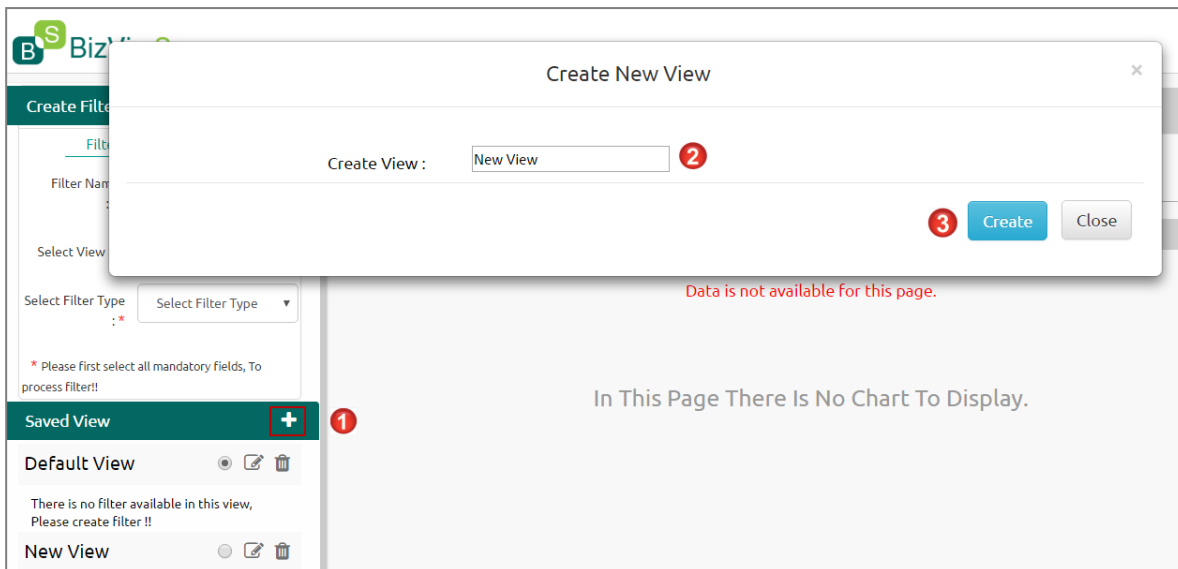 BS
Create New View
×
Create Filte
Filt
Create View :
New View
2
Filter Nam
:
3
Create
Close
Select View
Data is not available for this page.
Select Filter Type
: *
Select Filter Type
* Please first select all mandatory fields, To
process filter!!
In This Page There Is No Chart To Display.
Saved View
+
1
Default View
There is no filter available in this view,
Please create filter !!
New View